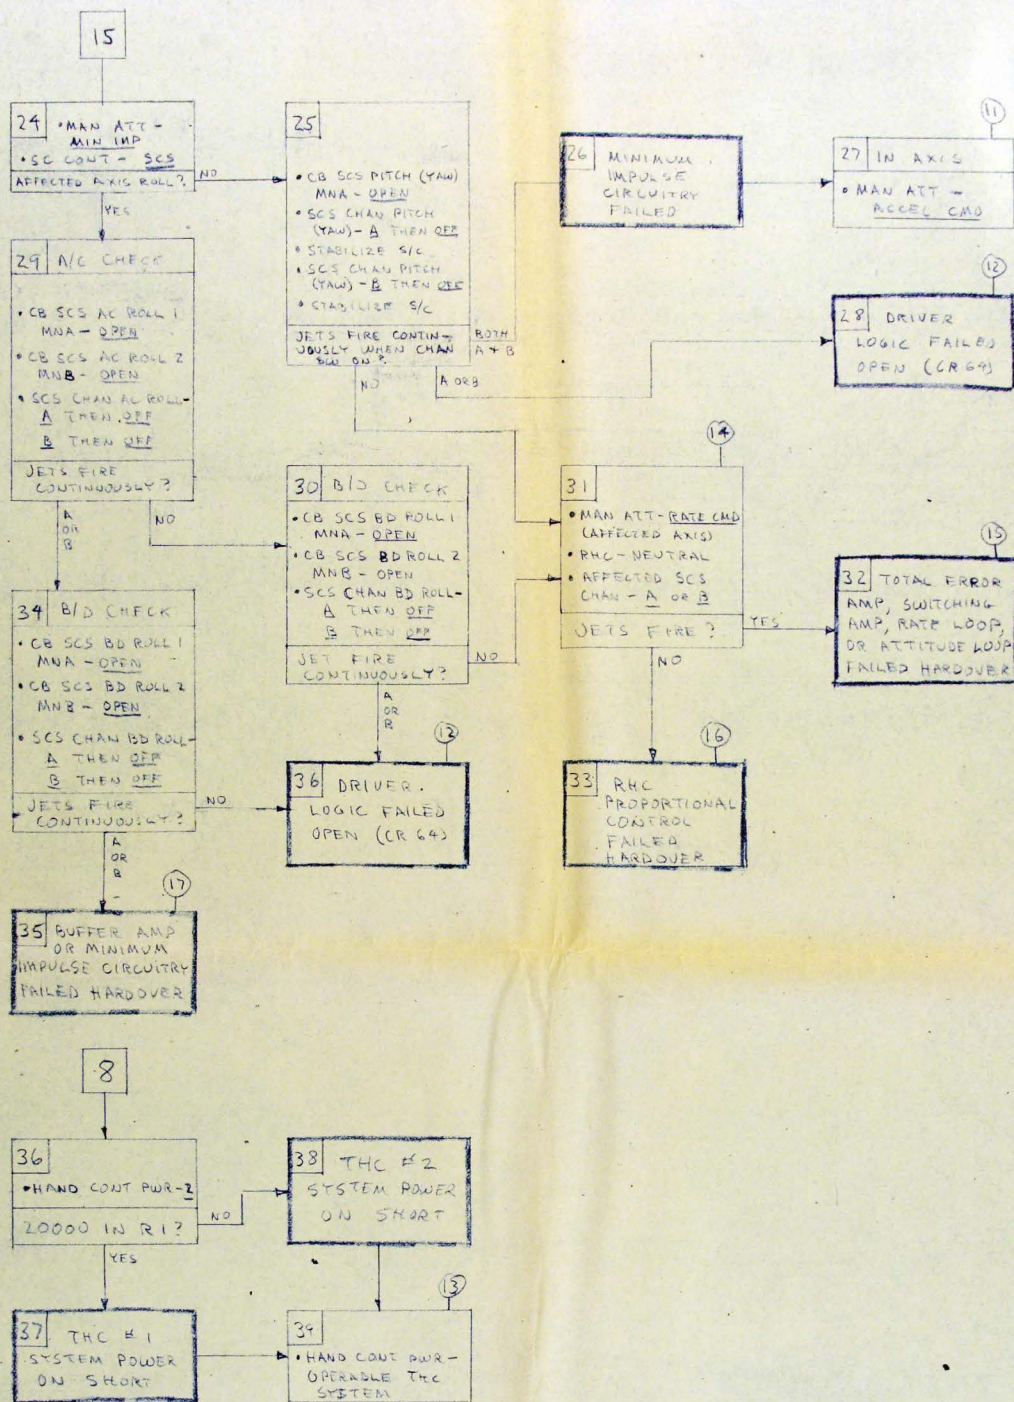 15
24 • MAN ATT -
MIN IMP
• SC CONT - SCS
AFFECTED AXIS ROLL?
NO
YES
25
• CB SCS PITCH (YAW)
MNA - OPEN
• SCS CHAN PITCH
(YAW) - A THEN OFF
• STABILIZE S/C
• SCS CHAN PITCH
(YAW) - B THEN OFF
• STABILIZE S/C
JETS FIRE CONTIN-
UOUSLY WHEN CHAN
ON?
BOTH
A + B
NO
A OR B
26 MINIMUM
IMPULSE
CIRCUITRY
FAILED
11
27 IN AXIS
• MAN ATT -
ACCEL CMD
12
28 DRIVER
LOGIC FAILED
OPEN (CR 64)
29 A/C CHECK
• CB SCS AC ROLL 1
MNA - OPEN
• CB SCS AC ROLL 2
MNB - OPEN
• SCS CHAN AC ROLL-
A THEN OFF
B THEN OFF
JETS FIRE
CONTINUOUSLY?
A
OR
B
NO
30 B/D CHECK
• CB SCS BD ROLL 1
MNA - OPEN
• CB SCS BD ROLL 2
MNB - OPEN
• SCS CHAN BD ROLL-
A THEN OFF
B THEN OFF
JET FIRE
CONTINUOUSLY?
NO
A
OR
B
14
31
• MAN ATT - RATE CMD
(AFFECTED AXIS)
• RHC - NEUTRAL
• AFFECTED SCS
CHAN - A OR B
JETS FIRE?
YES
NO
15
32 TOTAL ERROR
AMP, SWITCHING
AMP, RATE LOOP,
OR ATTITUDE LOOP
FAILED HARDOVER
34 B/D CHECK
• CB SCS BD ROLL 1
MNA - OPEN
• CB SCS BD ROLL 2
MNB - OPEN
• SCS CHAN BD ROLL-
A THEN OFF
B THEN OFF
JETS FIRE
CONTINUOUSLY?
NO
A
OR
B
12
36 DRIVER.
LOGIC FAILED
OPEN (CR 64)
16
33 RHC
PROPORTIONAL
CONTROL
FAILED
HARDOVER
17
35 BUFFER AMP
OR MINIMUM
IMPULSE CIRCUITRY
FAILED HARDOVER
8
36
• HAND CONT PWR - 2
20000 IN R1?
NO
YES
38 THC #2
SYSTEM POWER
ON SHORT
37 THC #1
SYSTEM POWER
ON SHORT
13
39
• HAND CONT PWR -
OPERABLE THC
SYSTEM